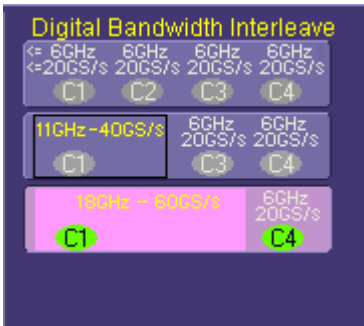 Digital Bandwidth Interleave
<= 6GHz 6GHz 6GHz 6GHz
<=20GS/s 20GS/s 20GS/s 20GS/s
C1 C2 C3 C4
11GHz-40GS/s 6GHz 6GHz
20GS/s 20GS/s
C1 C3 C4
18GHz - 60GS/s 6GHz
20GS/s
C1 C4